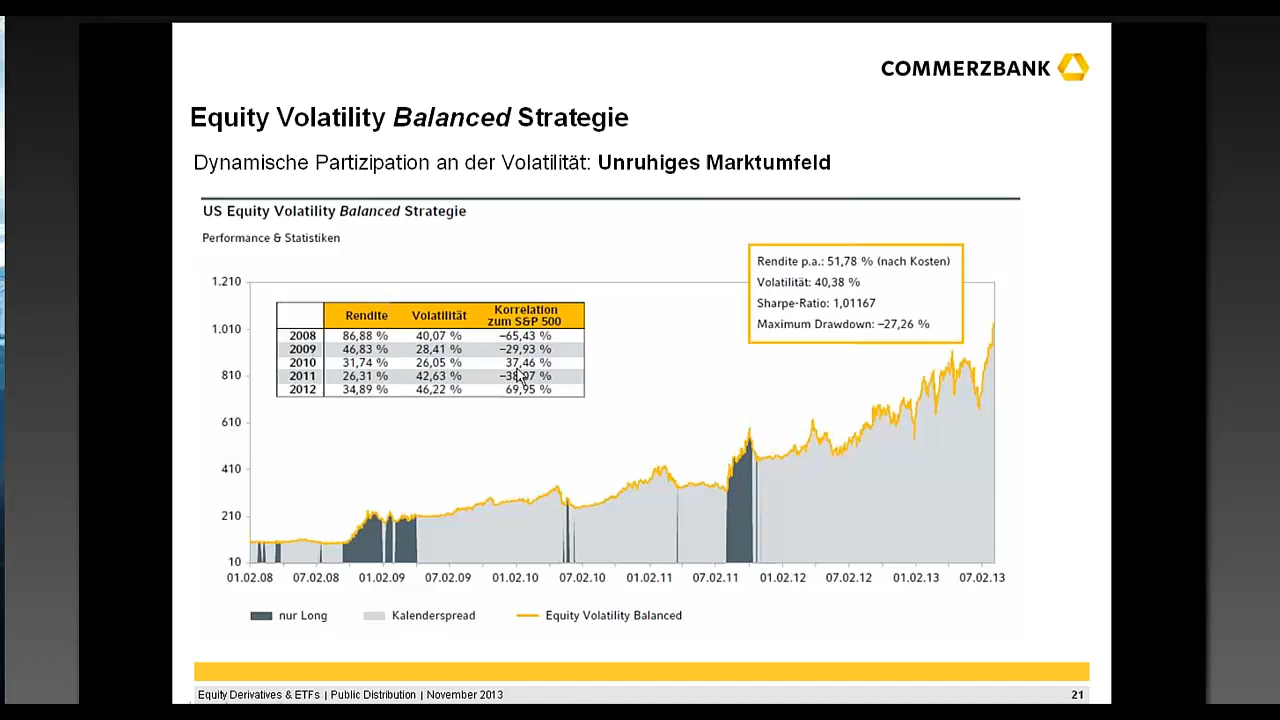 COMMERZBANK
Equity Volatility Balanced Strategie
Dynamische Partizipation an der Volatilität: Unruhiges Marktumfeld
US Equity Volatility Balanced Strategie
Performance & Statistiken
Rendite p.a.: 51,78 % (nach Kosten)
Volatilität: 40,38 %
Sharpe-Ratio: 1,01167
Maximum Drawdown: –27,26 %
Rendite Volatilität Korrelation zum S&P 500
2008 86,88 % 40,07 % –65,43 %
2009 46,83 % 28,41 % –29,93 %
2010 31,74 % 26,05 % 37,46 %
2011 26,31 % 42,63 %
2012 34,89 % 46,22 % 69,95 %
1.210
1.010
810
610
410
210
10
01.02.08 07.02.08 01.02.09 07.02.09 01.02.10 07.02.10 01.02.11 07.02.11 01.02.12 07.02.12 01.02.13 07.02.13
nur Long Kalenderspread Equity Volatility Balanced
Equity Derivatives & ETFs | Public Distribution | November 2013
21